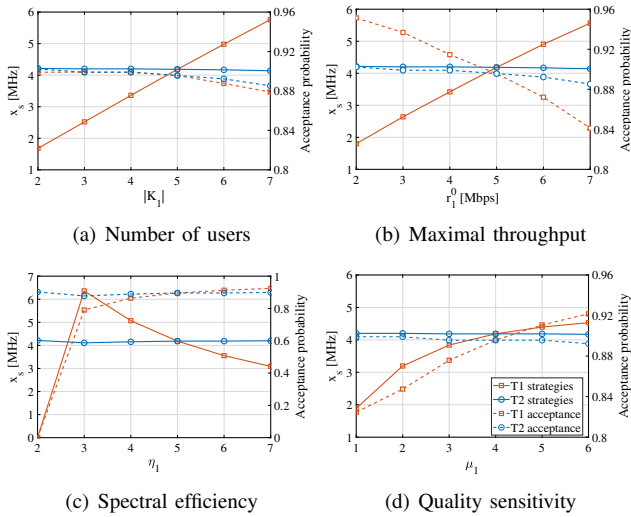 6 0.96
5 0.92
4 0.88
3
2 0.84
1 0.8
x_s [MHz]
Acceptance probability
2 3 4 5 6 7
|K_1|
(a) Number of users
6 0.96
5 0.92
4 0.88
3
2 0.84
1 0.8
x_s [MHz]
Acceptance probability
2 3 4 5 6 7
r_1^0 [Mbps]
(b) Maximal throughput
7 1
6 0.8
5
4 0.6
3 0.4
2
1 0.2
0 0
x_s [MHz]
Acceptance probability
2 3 4 5 6 7
η_1
(c) Spectral efficiency
6 0.96
5 0.92
4 0.88
3
2 0.84
1 0.8
x_s [MHz]
Acceptance probability
T1 strategies
T2 strategies
T1 acceptance
T2 acceptance
1 2 3 4 5 6
μ_1
(d) Quality sensitivity